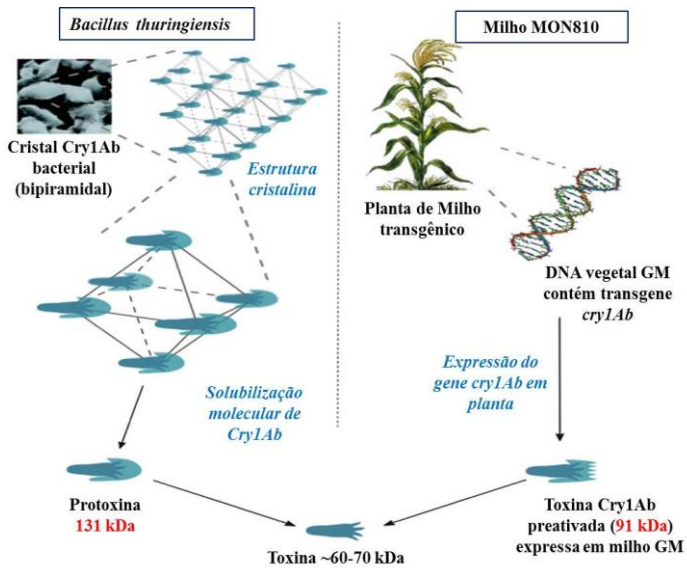 Bacillus thuringiensis
Cristal Cry1Ab
bacterial
(bipiramidal)
Estrutura
cristalina
Solubilização
molecular de
Cry1Ab
Protoxina
131 kDa
Milho MON810
Planta de Milho
transgênico
DNA vegetal GM
contém transgene
cry1Ab
Expressão do
gene cry1Ab em
planta
Toxina Cry1Ab
preativada (91 kDa)
expressa em milho GM
Toxina ~60-70 kDa